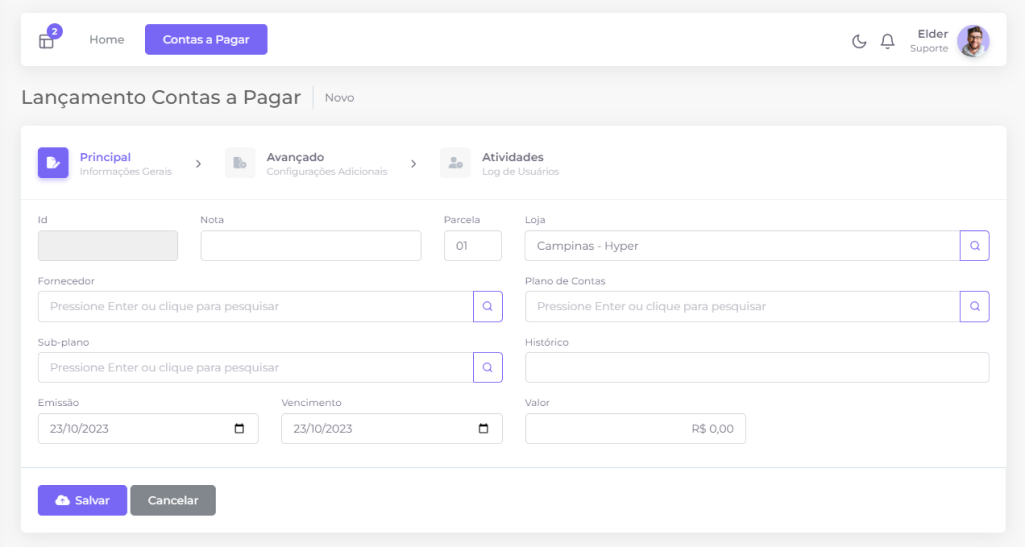 2
Home
Contas a Pagar
Elder
Suporte
Lançamento Contas a Pagar
Novo
Principal
Informações Gerais
Avançado
Configurações Adicionais
Atividades
Log de Usuários
Id
Nota
Parcela
Loja
01
Campinas - Hyper
Fornecedor
Plano de Contas
Pressione Enter ou clique para pesquisar
Pressione Enter ou clique para pesquisar
Sub-plano
Histórico
Pressione Enter ou clique para pesquisar
Emissão
Vencimento
Valor
23/10/2023
23/10/2023
R$ 0,00
Salvar
Cancelar